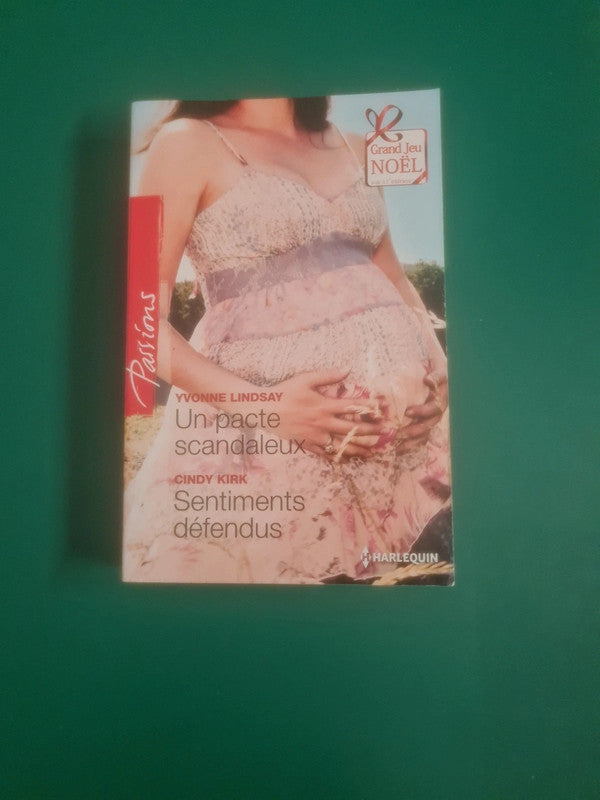 Grand Jeu
NOËL
Passions
YVONNE LINDSAY
Un pacte
scandaleux
CINDY KIRK
Sentiments
défendus
HARLEQUIN